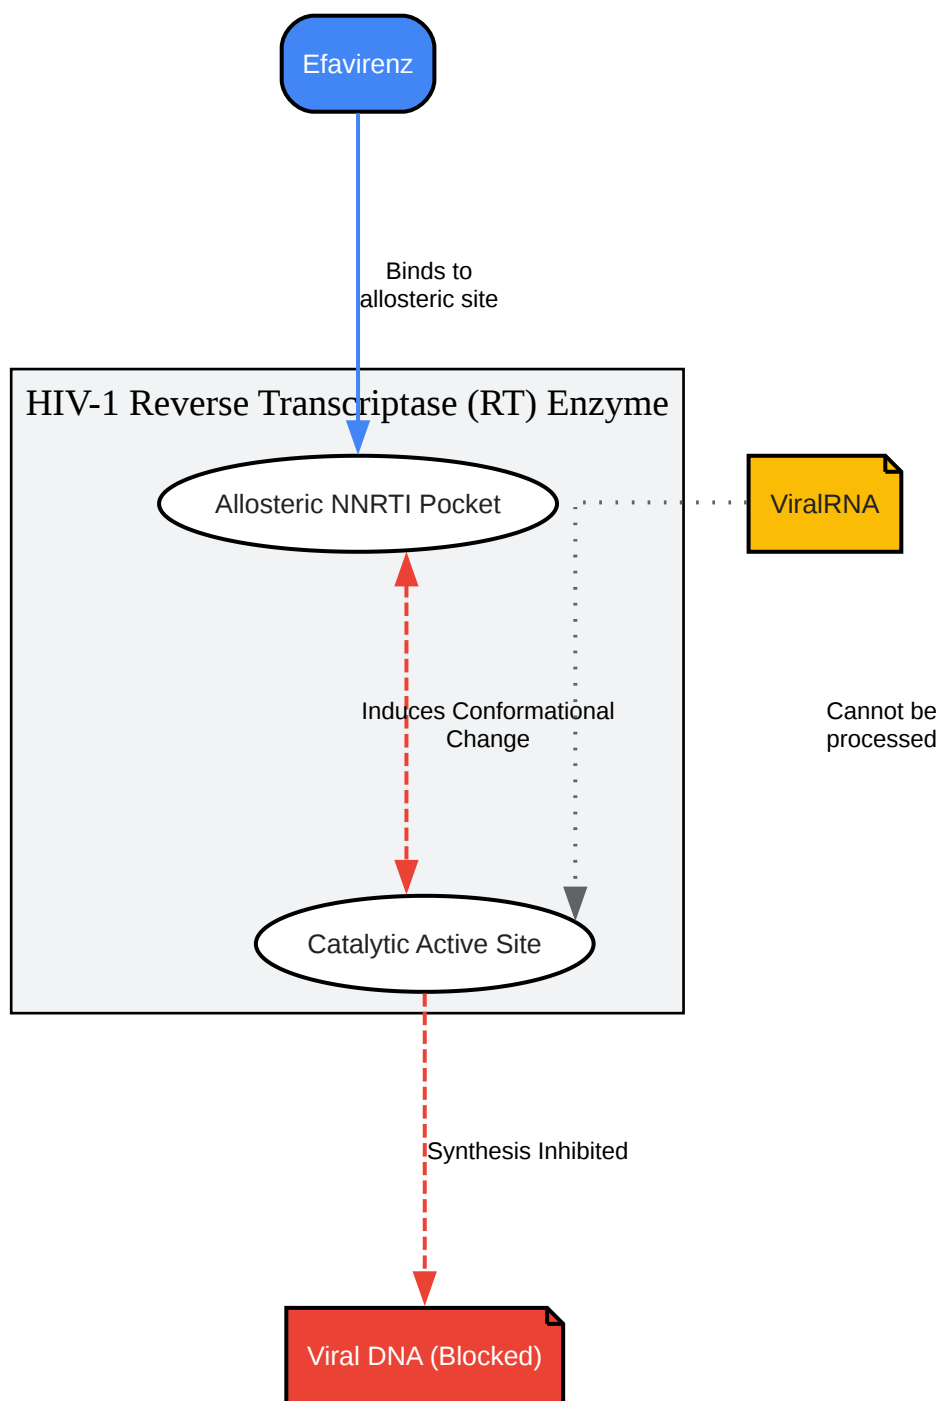 Efavirenz
Binds to
allosteric site
HIV-1 Reverse Transcriptase (RT) Enzyme
Allosteric NNRTI Pocket
ViralRNA
Induces Conformational
Change
Cannot be
processed
Catalytic Active Site
Synthesis Inhibited
Viral DNA (Blocked)